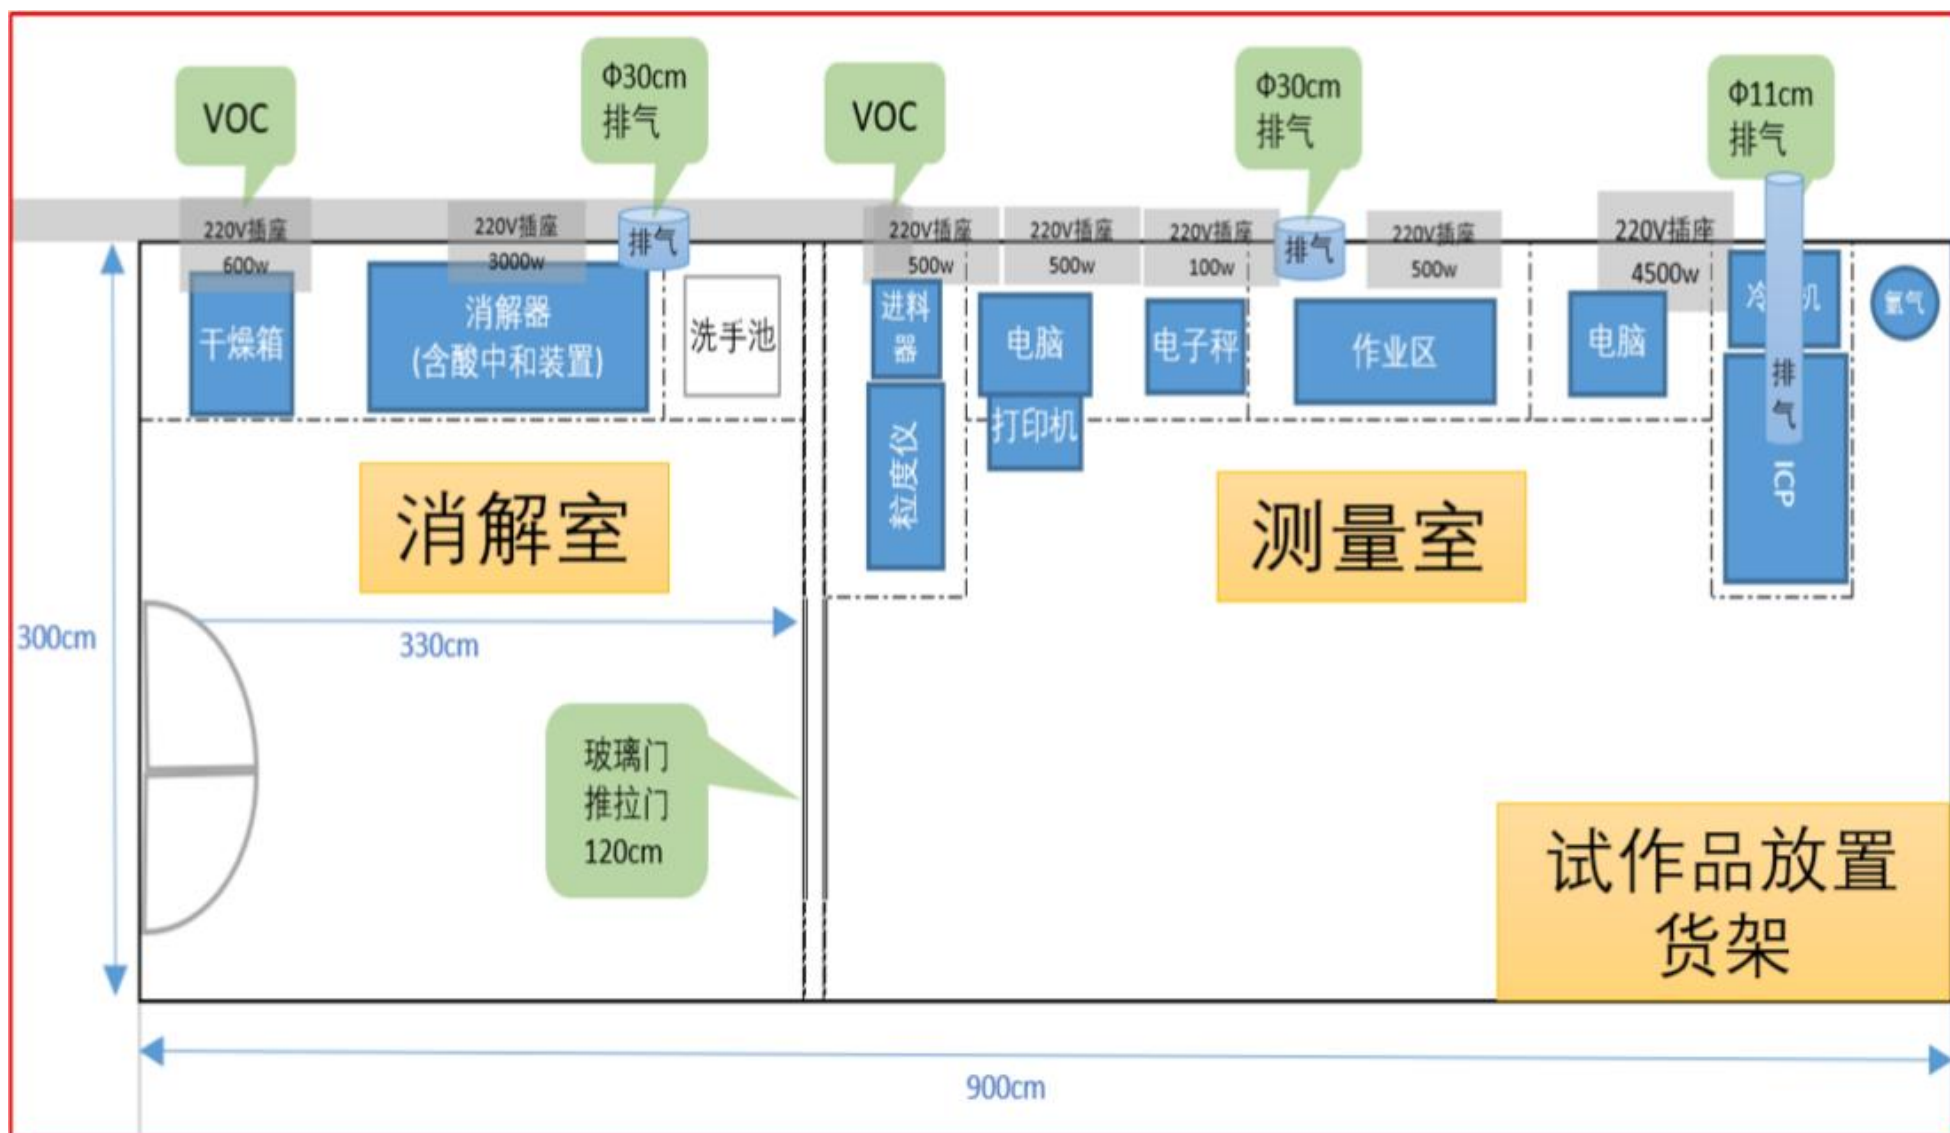 VOC
Φ30cm
排气
VOC
Φ30cm
排气
Φ11cm
排气
220V插座
600w
220V插座
3000w
排气
220V插座
500w
220V插座
500w
220V插座
100w
排气
220V插座
500w
220V插座
4500w
干燥箱
消解器
(含酸中和装置)
洗手池
进料
器
粒度仪
电脑
打印机
电子秤
作业区
电脑
冷
机
排
气
ICP
氩气
消解室
测量室
300cm
330cm
玻璃门
推拉门
120cm
试作品放置
货架
900cm